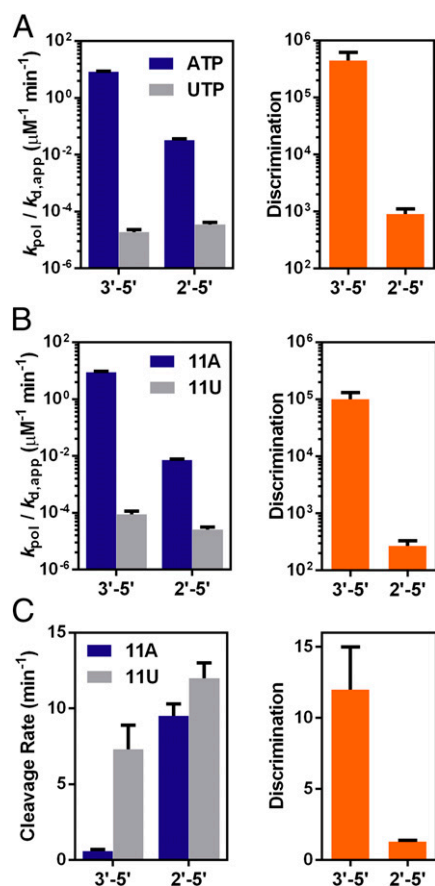 A
k_pol / k_d,app (µM⁻¹ min⁻¹)
10²
10⁰
10⁻²
10⁻⁴
10⁻⁶
ATP
UTP
3'-5' 2'-5'
Discrimination
10⁶
10⁵
10⁴
10³
10²
3'-5' 2'-5'
B
k_pol / k_d,app (µM⁻¹ min⁻¹)
10²
10⁰
10⁻²
10⁻⁴
10⁻⁶
11A
11U
3'-5' 2'-5'
Discrimination
10⁶
10⁵
10⁴
10³
10²
3'-5' 2'-5'
C
Cleavage Rate (min⁻¹)
15
10
5
0
11A
11U
3'-5' 2'-5'
Discrimination
15
10
5
0
3'-5' 2'-5'